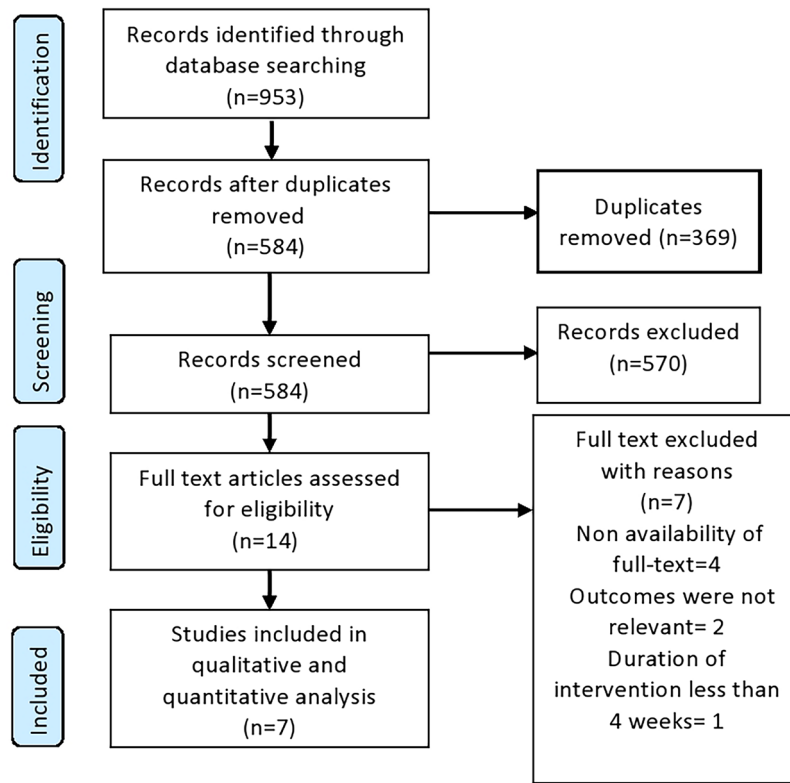 Identification
Records identified through
database searching
(n=953)
Records after duplicates
removed
(n=584)
Duplicates
removed (n=369)
Screening
Records screened
(n=584)
Records excluded
(n=570)
Eligibility
Full text articles assessed
for eligibility
(n=14)
Full text excluded
with reasons
(n=7)
Non availability of
full-text=4
Outcomes were not
relevant= 2
Duration of
intervention less than
4 weeks= 1
Included
Studies included in
qualitative and
quantitative analysis
(n=7)